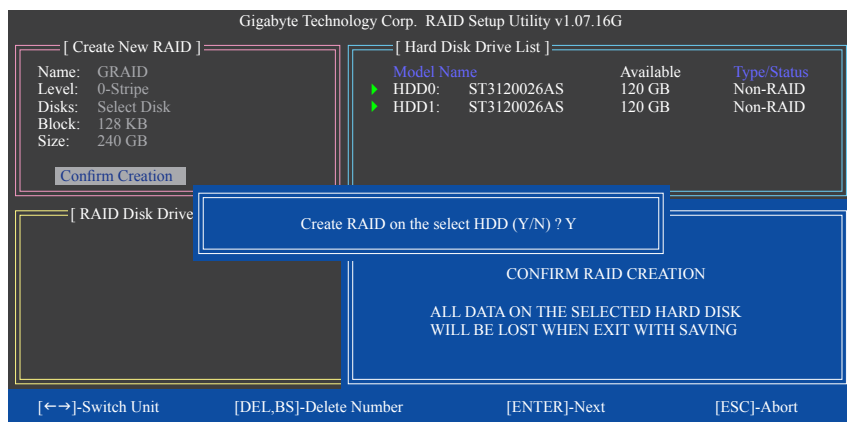 Gigabyte Technology Corp. RAID Setup Utility v1.07.16G
[ Create New RAID ]
Name: GRAID
Level: 0-Stripe
Disks: Select Disk
Block: 128 KB
Size: 240 GB
Confirm Creation
[ Hard Disk Drive List ]
Model Name Available Type/Status
HDD0: ST3120026AS 120 GB Non-RAID
HDD1: ST3120026AS 120 GB Non-RAID
[ RAID Disk Drive
Create RAID on the select HDD (Y/N) ? Y
CONFIRM RAID CREATION
ALL DATA ON THE SELECTED HARD DISK
WILL BE LOST WHEN EXIT WITH SAVING
[←→]-Switch Unit [DEL,BS]-Delete Number [ENTER]-Next [ESC]-Abort